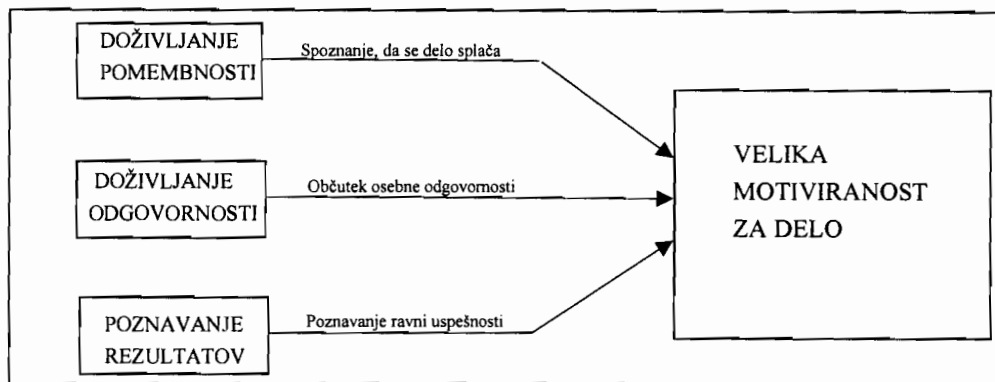 DOŽIVLJANJE
POMEMBNOSTI
Spoznanje, da se delo splača
DOŽIVLJANJE
ODGOVORNOSTI
Občutek osebne odgovornosti
POZNAVANJE
REZULTATOV
Poznavanje ravni uspešnosti
VELIKA
MOTIVIRANOST
ZA DELO